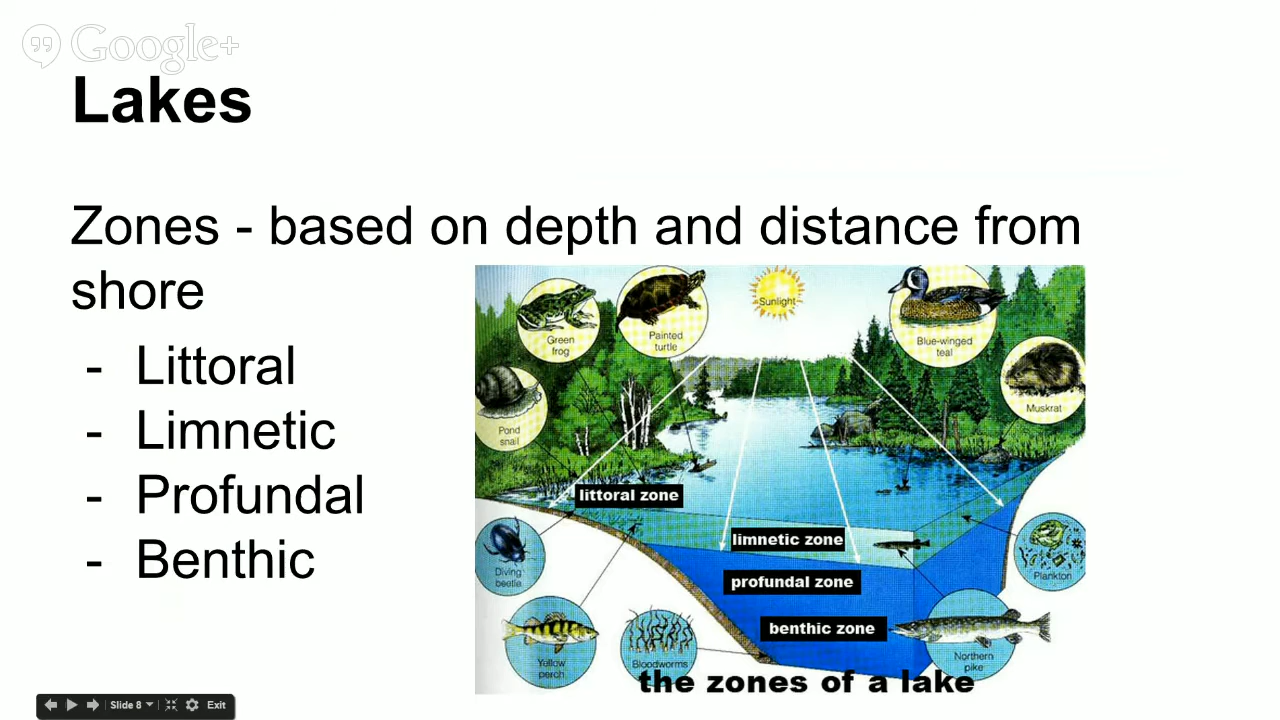 Google+
Lakes
Zones - based on depth and distance from
shore
- Littoral
- Limnetic
- Profundal
- Benthic
Sunlight
Green
frog
Painted
turtle
Blue-winged
teal
Pond
snail
Muskrat
littoral zone
limnetic zone
profundal zone
benthic zone
Diving
beetle
Plankton
Yellow
perch
Bloodworms
Northern
pike
the zones of a lake
Slide 8
Exit